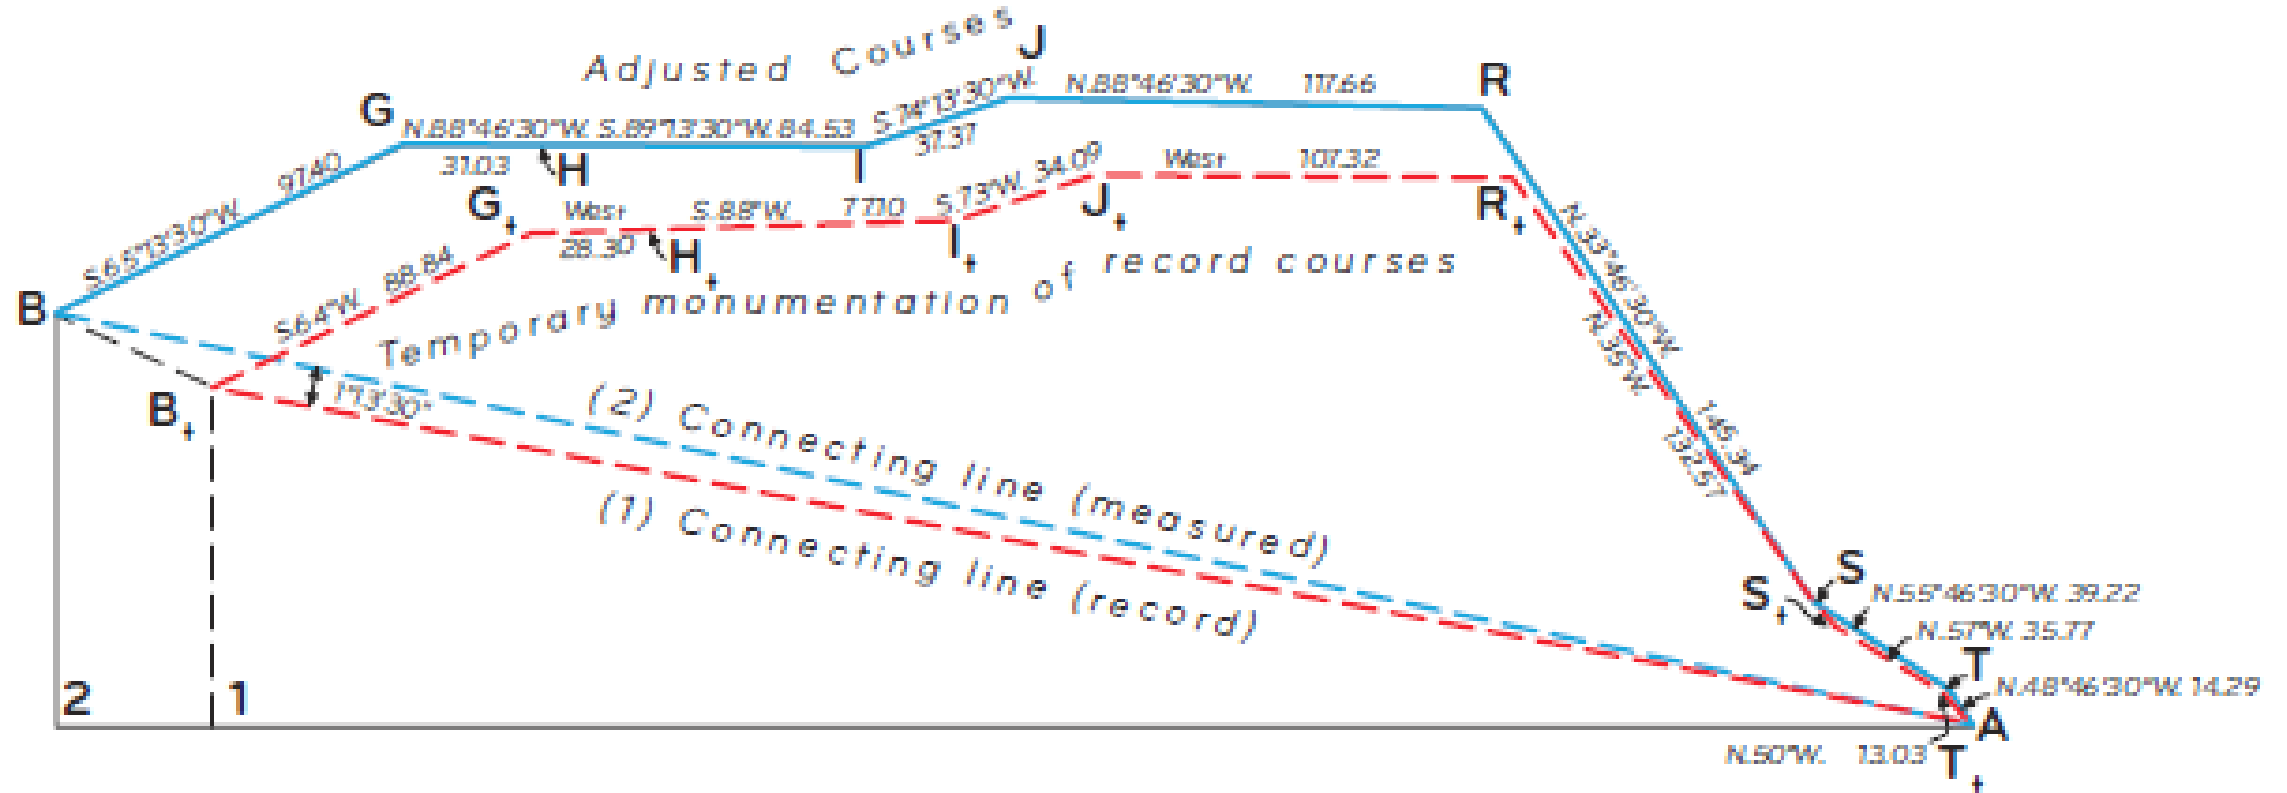 Adjusted Courses
J
R
G
N.88°46'30"W. 117.66
S.74°13'30"W.
37.37
N.88°46'30"W. S.89°13'30"W. 84.53
31.03
H
I
97.40
S.65°13'30"W.
S.73°W. 34.09
West 107.32
G+
West
S.88°W. 77.10
J+
R+
28.30
H+
I+
N.33°46'30"W.
145.34
N.35°W.
132.57
88.84
S.64°W.
Temporary monumentation of record courses
B
B+
1°13'30"
(2) Connecting line (measured)
(1) Connecting line (record)
S
S+
N.55°46'30"W. 39.22
N.57°W. 35.77
T
N.48°46'30"W. 14.29
2
1
A
N.50°W. 13.03
T+